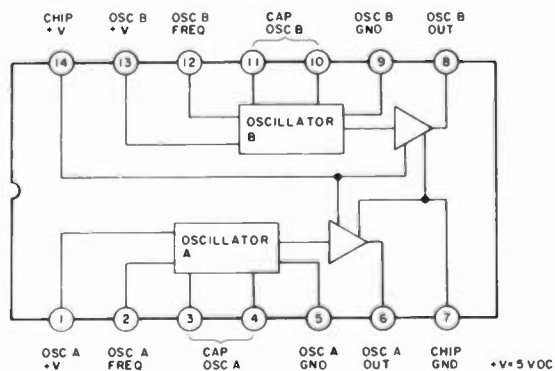 CHIP
+ V
OSC B
+ V
OSC B
FREQ
CAP
OSC B
OSC B
GND
OSC B
OUT
14
13
12
11
10
9
8
OSCILLATOR
B
OSCILLATOR
A
1
2
3
4
5
6
7
OSC A
+V
OSC A
FREQ
CAP
OSC A
OSC A
GND
OSC A
OUT
CHIP
GND
+V= 5 VDC